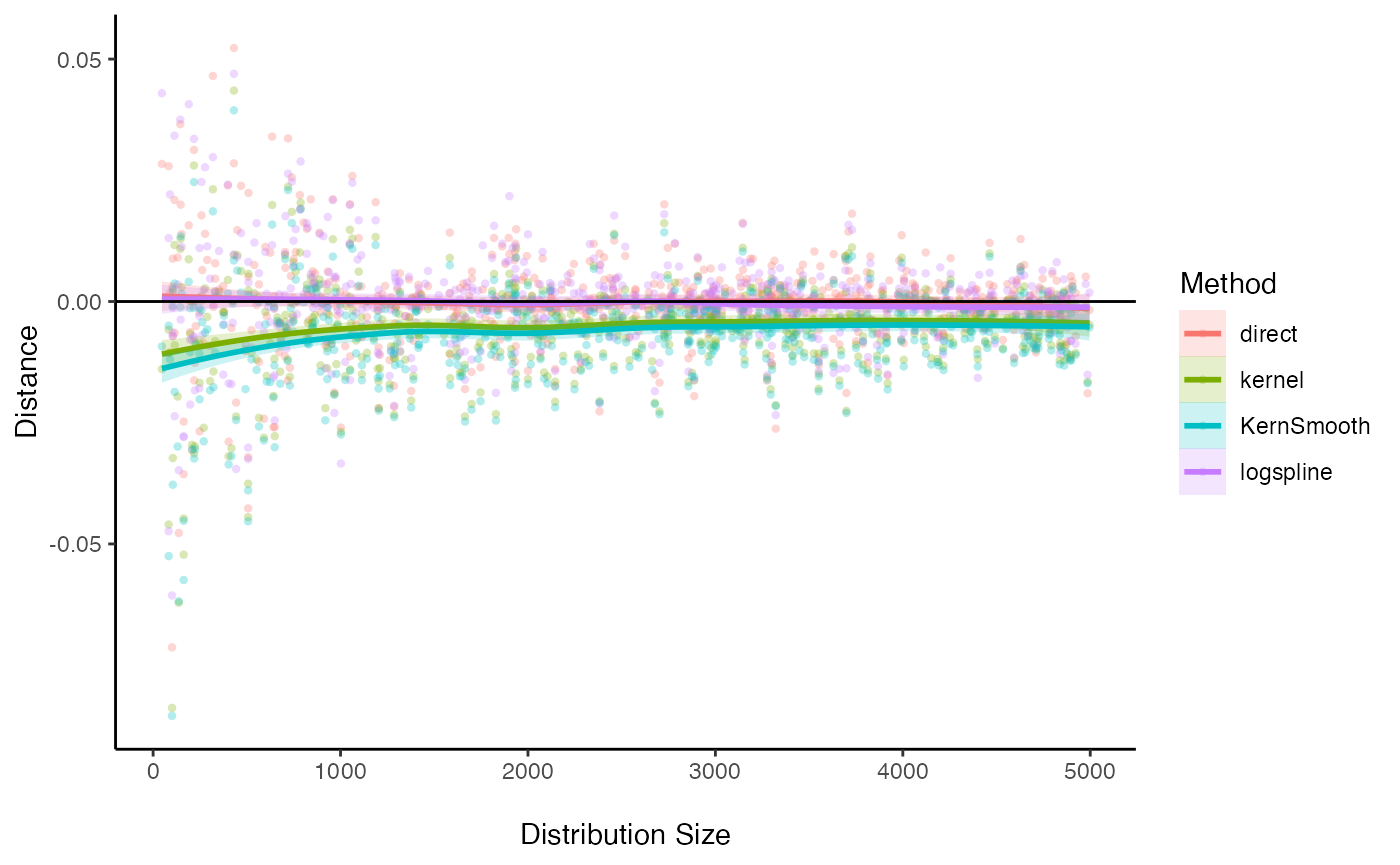 0.05
0.00
-0.05
Distance
0
1000
2000
3000
4000
5000
Distribution Size
Method
direct
kernel
KernSmooth
logspline